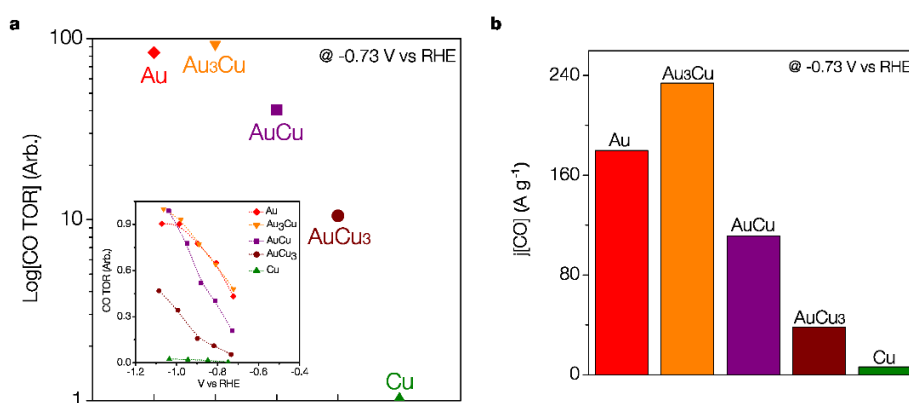 a
100
@ -0.73 V vs RHE
Au
Au₃Cu
AuCu
Log[CO TOR] (Arb.)
10
AuCu₃
0.9
0.6
0.3
0.0
CO TOR (Arb.)
Au
Au₃Cu
AuCu
AuCu₃
Cu
-1.2 -1.0 -0.8 -0.6 -0.4
V vs RHE
Cu
1
b
@ -0.73 V vs RHE
240
160
80
0
j[CO] (A g⁻¹)
Au
Au₃Cu
AuCu
AuCu₃
Cu